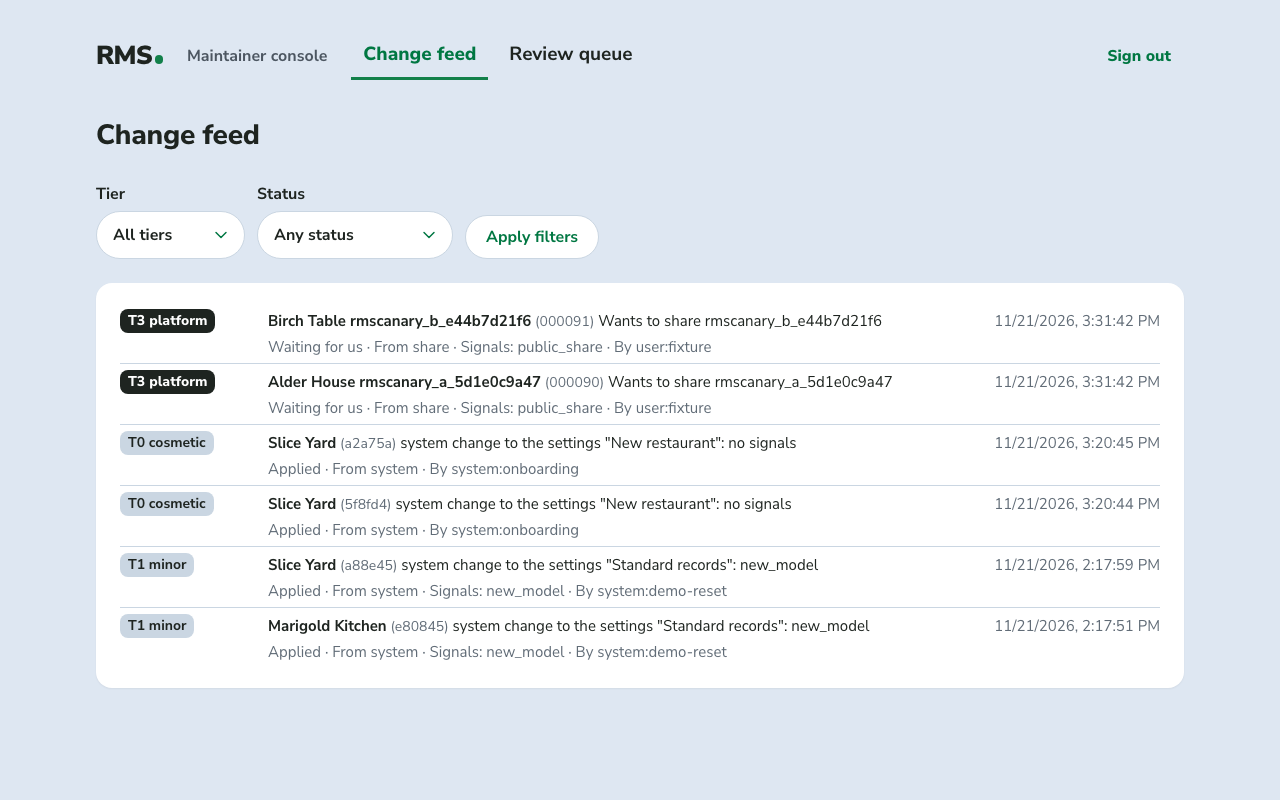 RMS. Maintainer console Change feed Review queue Sign out
Change feed
Tier Status
All tiers Any status Apply filters
T3 platform Birch Table rmscanary_b_e44b7d21f6 (000091) Wants to share rmscanary_b_e44b7d21f6 11/21/2026, 3:31:42 PM
Waiting for us · From share · Signals: public_share · By user:fixture
T3 platform Alder House rmscanary_a_5d1e0c9a47 (000090) Wants to share rmscanary_a_5d1e0c9a47 11/21/2026, 3:31:42 PM
Waiting for us · From share · Signals: public_share · By user:fixture
T0 cosmetic Slice Yard (a2a75a) system change to the settings "New restaurant": no signals 11/21/2026, 3:20:45 PM
Applied · From system · By system:onboarding
T0 cosmetic Slice Yard (5f8fd4) system change to the settings "New restaurant": no signals 11/21/2026, 3:20:44 PM
Applied · From system · By system:onboarding
T1 minor Slice Yard (a88e45) system change to the settings "Standard records": new_model 11/21/2026, 2:17:59 PM
Applied · From system · Signals: new_model · By system:demo-reset
T1 minor Marigold Kitchen (e80845) system change to the settings "Standard records": new_model 11/21/2026, 2:17:51 PM
Applied · From system · Signals: new_model · By system:demo-reset